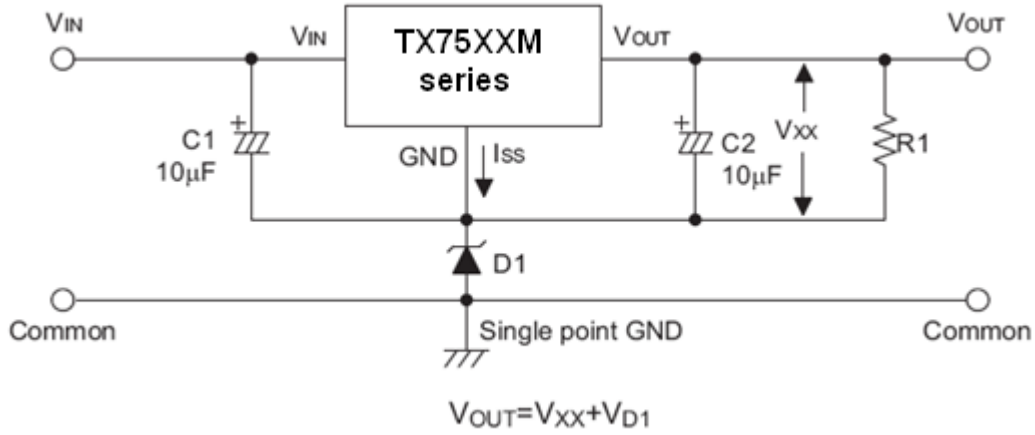 VIN
VIN
TX75XXM
series
VOUT
VOUT
C1
10μF
+
GND
ISS
+
C2
10μF
VXX
R1
D1
Common
Single point GND
Common
VOUT=VXX+VD1